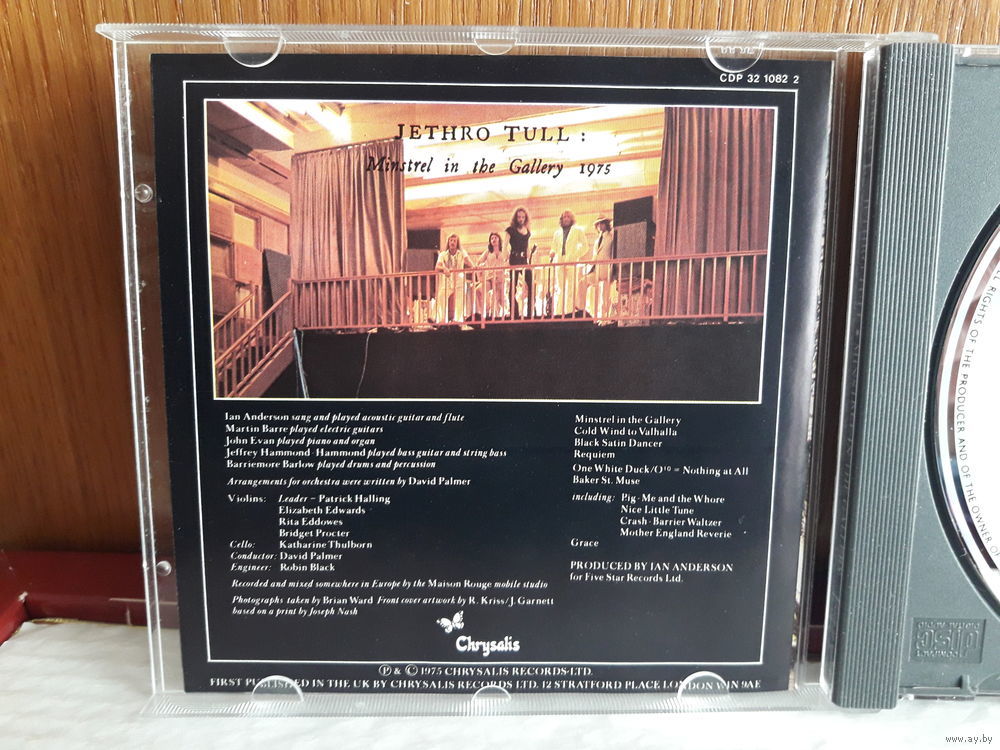 CDP 32 1082 2
JETHRO TULL :
Minstrel in the Gallery 1975
Ian Anderson sang and played acoustic guitar and flute
Martin Barre played electric guitars
John Evan played piano and organ
Jeffrey Hammond-Hammond played bass guitar and string bass
Barriemore Barlow played drums and percussion
Arrangements for orchestra were written by David Palmer
Violins: Leader – Patrick Halling
Elizabeth Edwards
Rita Eddowes
Bridget Procter
Cello: Katharine Thulborn
Conductor: David Palmer
Engineer: Robin Black
Recorded and mixed somewhere in Europe by the Maison Rouge mobile studio
Photographs taken by Brian Ward Front cover artwork by R. Kriss/J. Garnett
based on a print by Joseph Nash
Minstrel in the Gallery
Cold Wind to Valhalla
Black Satin Dancer
Requiem
One White Duck/O¹⁰ = Nothing at All
Baker St. Muse
including: Pig-Me and the Whore
Nice Little Tune
Crash-Barrier Waltzer
Mother England Reverie
Grace
PRODUCED BY IAN ANDERSON
for Five Star Records Ltd.
Chrysalis
Ⓟ & © 1975 CHRYSALIS RECORDS·LTD.
FIRST PUBLISHED IN THE UK BY CHRYSALIS RECORDS LTD. 12 STRATFORD PLACE LONDON W1N 9AE
RIGHTS OF THE PRODUCER AND OF THE OWNER
disc
www.ay.by